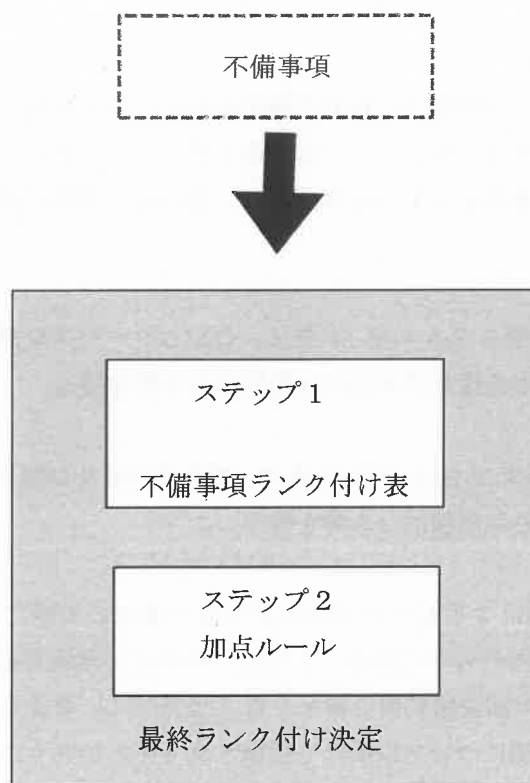 不備事項
ステップ1
不備事項ランク付け表
ステップ2
加点ルール
最終ランク付け決定